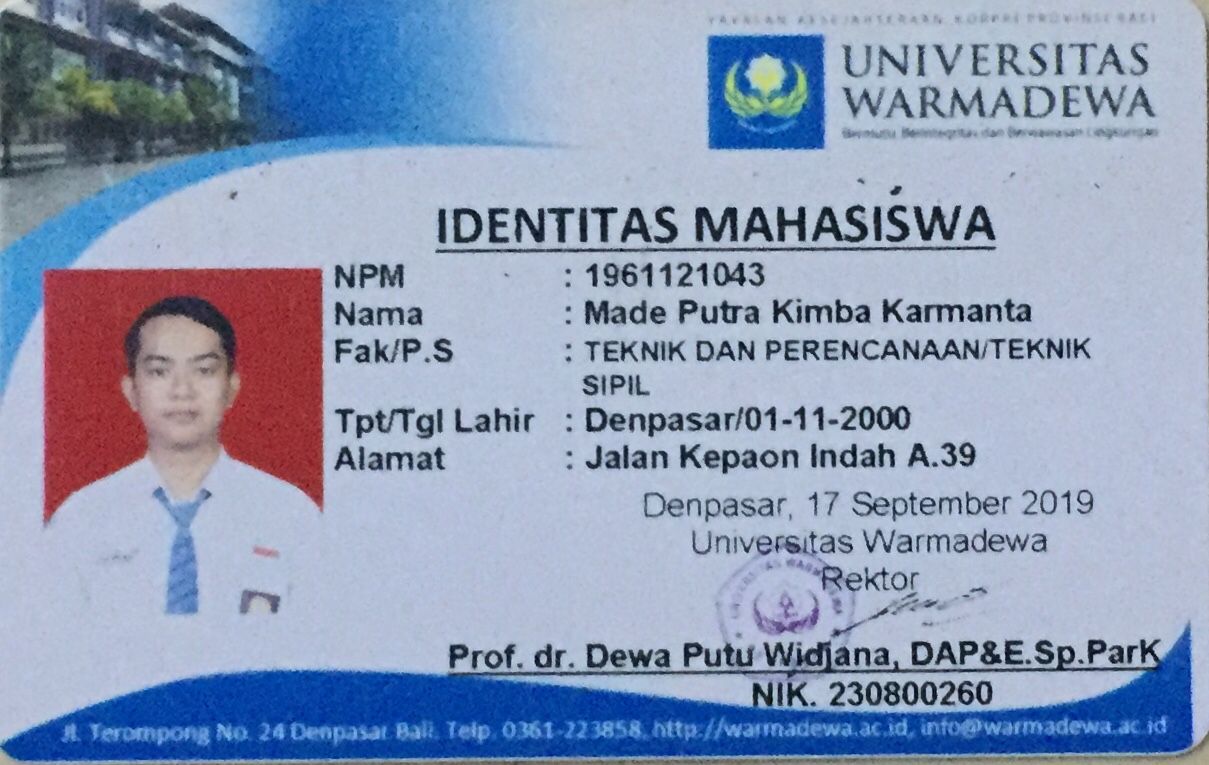 YAYASAN KESEJAHTERAAN KORPRI PROVINSI BALI
UNIVERSITAS
WARMADEWA
Bermutu Berintegritas dan Berwawasan Lingkungan
IDENTITAS MAHASISWA
NPM : 1961121043
Nama : Made Putra Kimba Karmanta
Fak/P.S : TEKNIK DAN PERENCANAAN/TEKNIK
SIPIL
Tpt/Tgl Lahir : Denpasar/01-11-2000
Alamat : Jalan Kepaon Indah A.39
Denpasar, 17 September 2019
Universitas Warmadewa
Rektor
Prof. dr. Dewa Putu Widjana, DAP&E.Sp.ParK
NIK. 230800260
Jl. Terompong No. 24 Denpasar Bali. Telp. 0361-223858, http://warmadewa.ac.id, info@warmadewa.ac.id